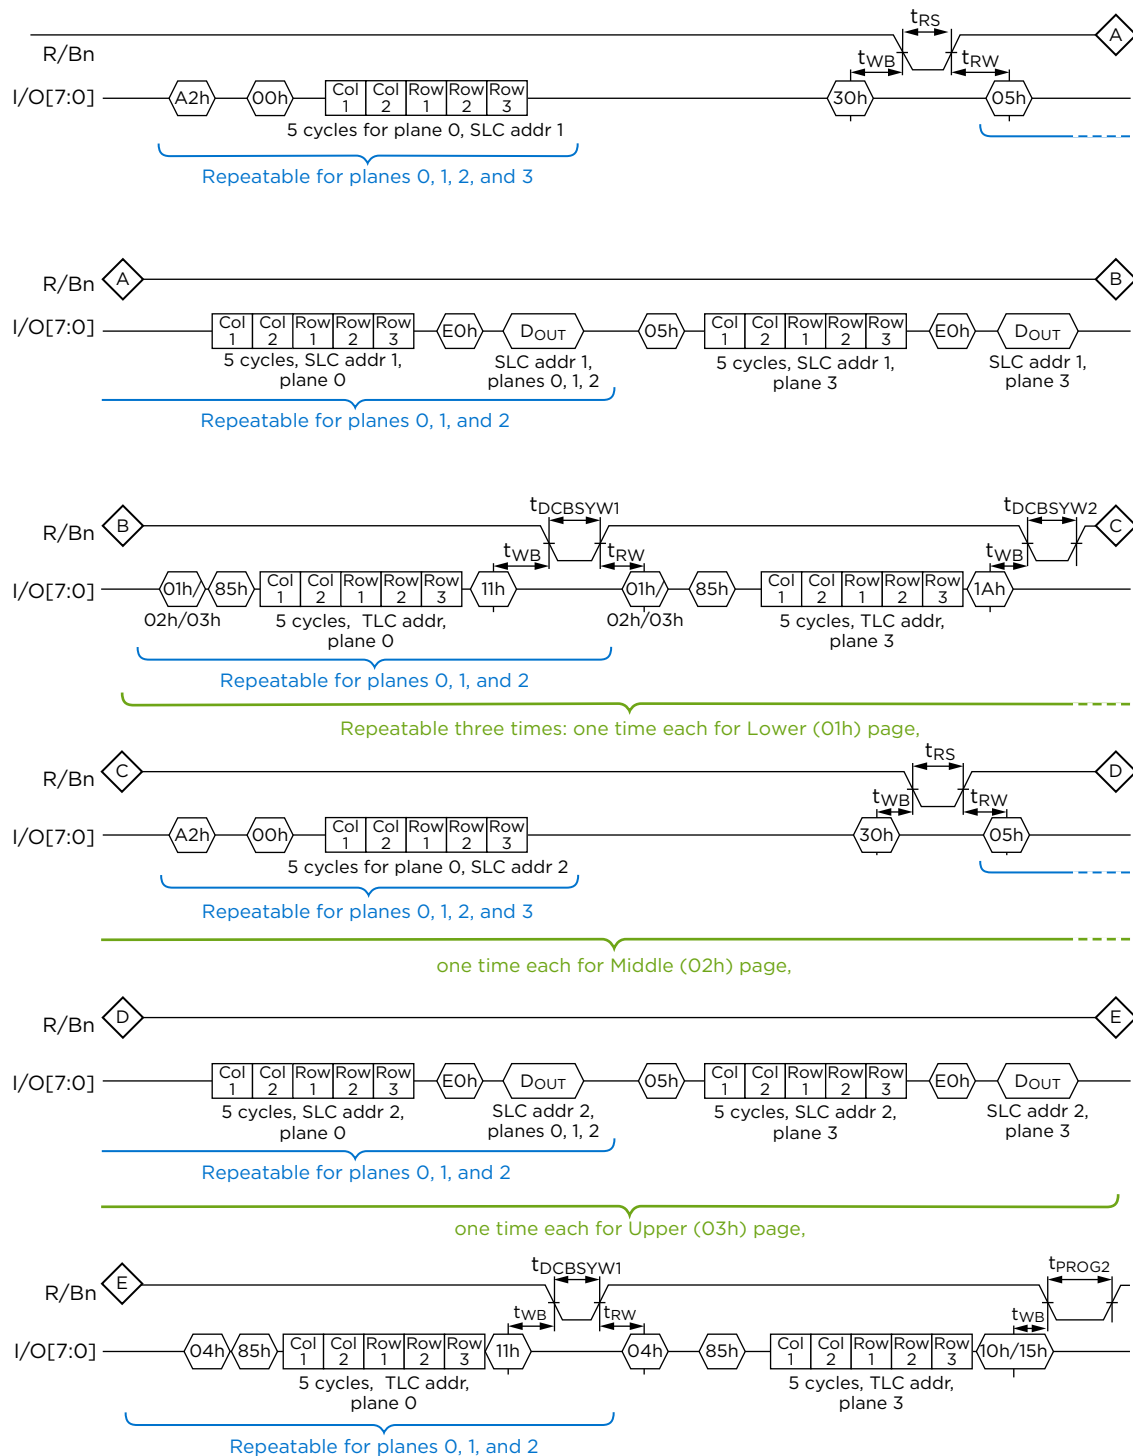 tRS
R/Bn
A
tWB
tRW
I/O[7:0]
A2h 00h Col 1 Col 2 Row 1 Row 2 Row 3 30h 05h
5 cycles for plane 0, SLC addr 1
Repeatable for planes 0, 1, 2, and 3
R/Bn A B
I/O[7:0] Col 1 Col 2 Row 1 Row 2 Row 3 E0h DOUT 05h Col 1 Col 2 Row 1 Row 2 Row 3 E0h DOUT
5 cycles, SLC addr 1, plane 0
SLC addr 1, planes 0, 1, 2
5 cycles, SLC addr 1, plane 3
SLC addr 1, plane 3
Repeatable for planes 0, 1, and 2
tDCBSYW1 tDCBSYW2
R/Bn B C
tWB tRW tWB
I/O[7:0] 01h/ 85h Col 1 Col 2 Row 1 Row 2 Row 3 11h 01h/ 85h Col 1 Col 2 Row 1 Row 2 Row 3 1Ah
02h/03h
5 cycles, TLC addr, plane 0
02h/03h
5 cycles, TLC addr, plane 3
Repeatable for planes 0, 1, and 2
Repeatable three times: one time each for Lower (01h) page,
tRS
R/Bn C D
tWB tRW
I/O[7:0] A2h 00h Col 1 Col 2 Row 1 Row 2 Row 3 30h 05h
5 cycles for plane 0, SLC addr 2
Repeatable for planes 0, 1, 2, and 3
one time each for Middle (02h) page,
R/Bn D E
I/O[7:0] Col 1 Col 2 Row 1 Row 2 Row 3 E0h DOUT 05h Col 1 Col 2 Row 1 Row 2 Row 3 E0h DOUT
5 cycles, SLC addr 2, plane 0
SLC addr 2, planes 0, 1, 2
5 cycles, SLC addr 2, plane 3
SLC addr 2, plane 3
Repeatable for planes 0, 1, and 2
one time each for Upper (03h) page,
tDCBSYW1 tPROG2
R/Bn E
tWB tRW tWB
I/O[7:0] 04h 85h Col 1 Col 2 Row 1 Row 2 Row 3 11h 04h 85h Col 1 Col 2 Row 1 Row 2 Row 3 10h/15h
5 cycles, TLC addr, plane 0
5 cycles, TLC addr, plane 3
Repeatable for planes 0, 1, and 2